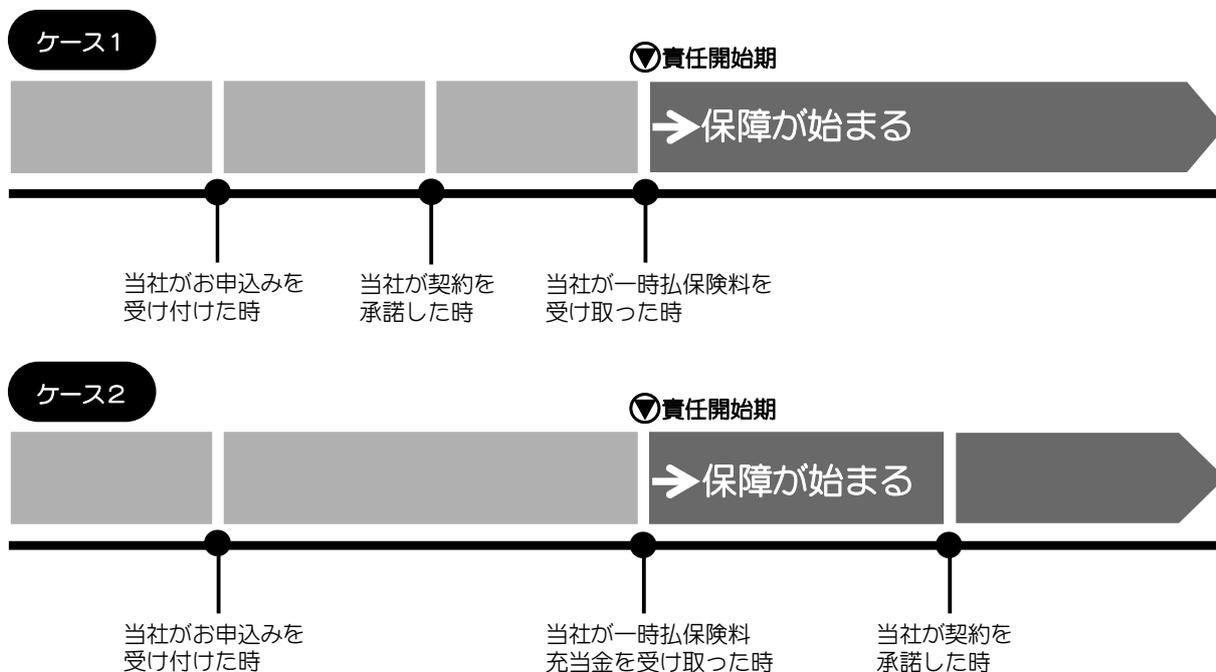 ケース1
責任開始期
保障が始まる
当社がお申込みを
受け付けた時
当社が契約を
承諾した時
当社が一時払保険料を
受け取った時
ケース2
責任開始期
保障が始まる
当社がお申込みを
受け付けた時
当社が一時払保険料
充当金を受け取った時
当社が契約を
承諾した時